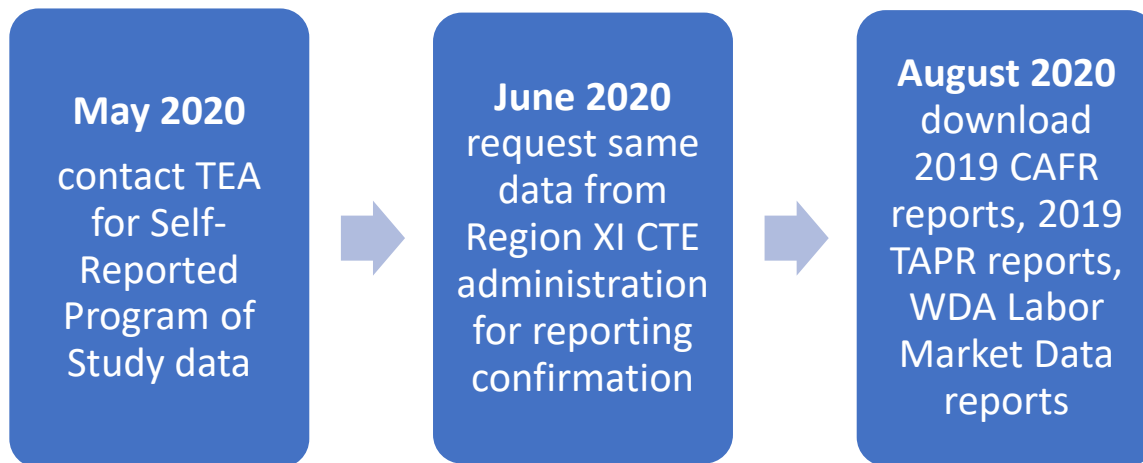 May 2020
contact TEA
for Self-
Reported
Program of
Study data
June 2020
request same
data from
Region XI CTE
administration
for reporting
confirmation
August 2020
download
2019 CAFR
reports, 2019
TAPR reports,
WDA Labor
Market Data
reports